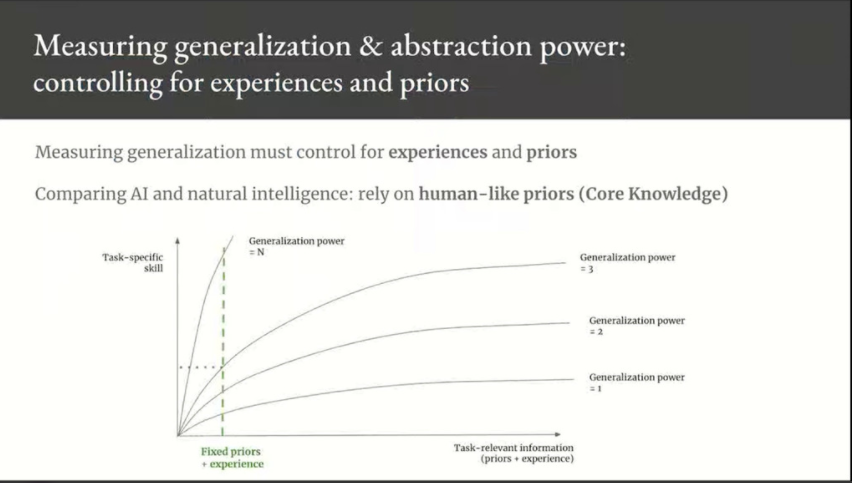 Measuring generalization & abstraction power:
controlling for experiences and priors
Measuring generalization must control for experiences and priors
Comparing AI and natural intelligence: rely on human-like priors (Core Knowledge)
Task-specific
skill
Generalization power
= N
Generalization power
= 3
Generalization power
= 2
Generalization power
= 1
Fixed priors
+ experience
Task-relevant information
(priors + experience)